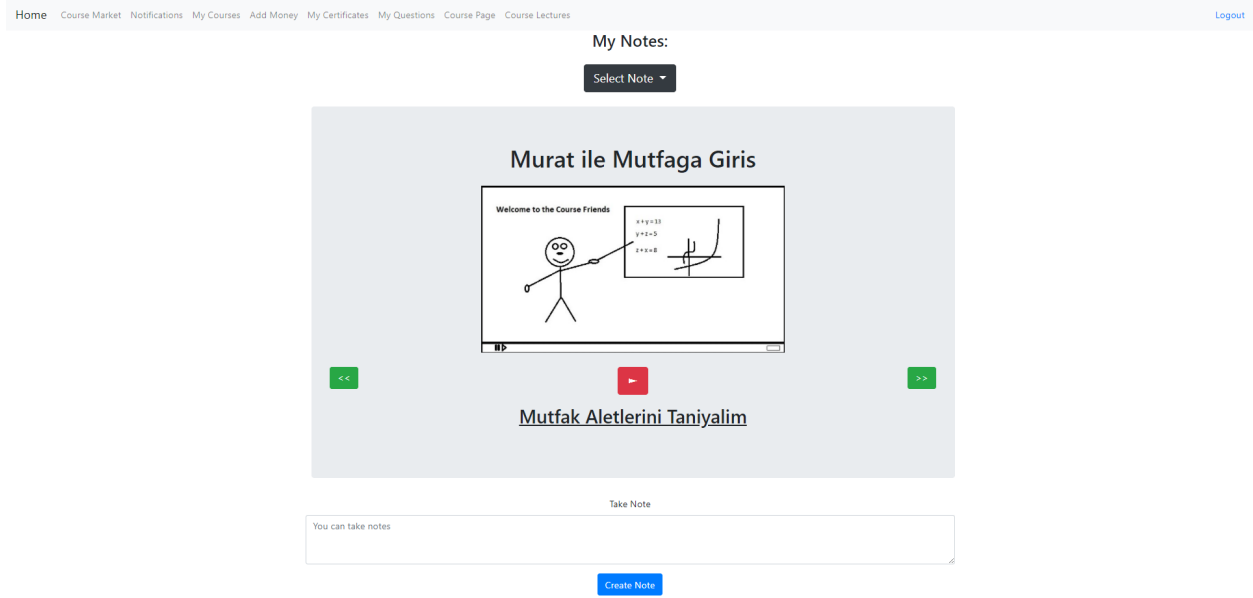 Home Course Market Notifications My Courses Add Money My Certificates My Questions Course Page Course Lectures Logout
My Notes:
Select Note
Murat ile Mutfaga Giris
Welcome to the Course Friends
x+y=13
y+z=5
z+x=8
<< ► >>
Mutfak Aletlerini Taniyalim
Take Note
You can take notes
Create Note